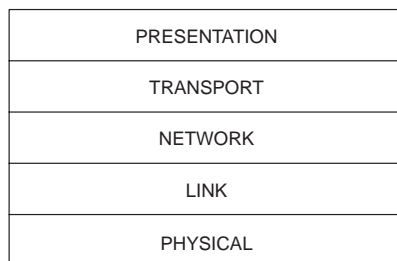 PRESENTATION
TRANSPORT
NETWORK
LINK
PHYSICAL